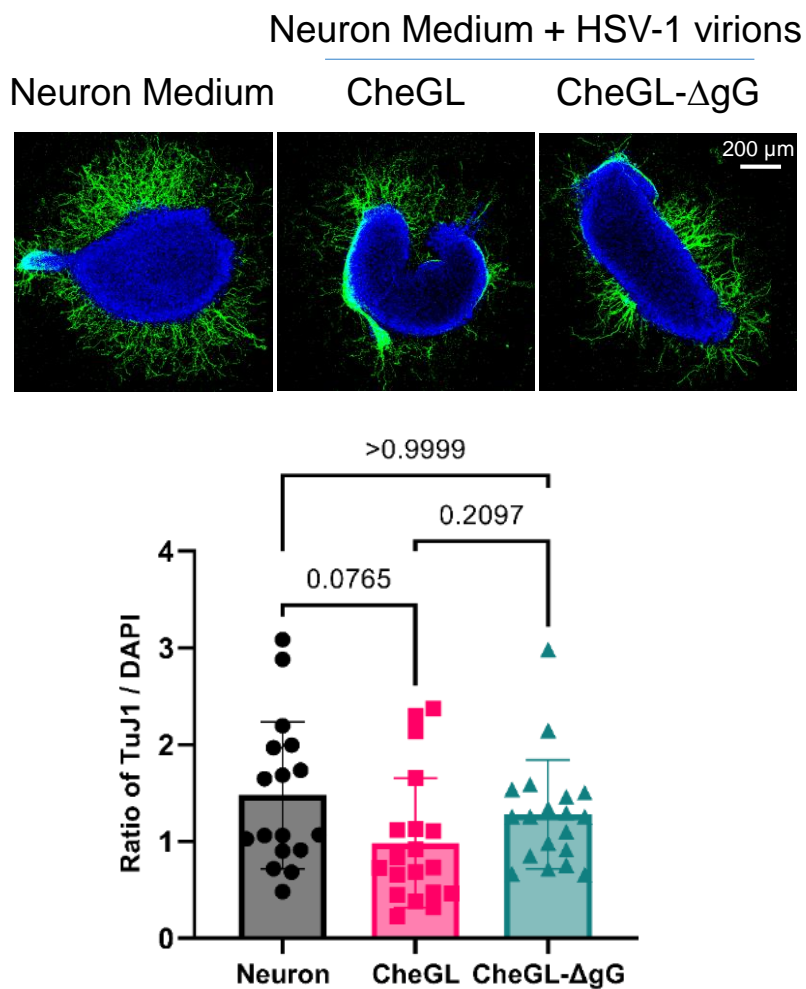 Neuron Medium + HSV-1 virions
Neuron Medium CheGL CheGL-ΔgG
200 µm
>0.9999
0.2097
0.0765
4
3
2
1
0
Ratio of TuJ1 / DAPI
Neuron CheGL CheGL-ΔgG